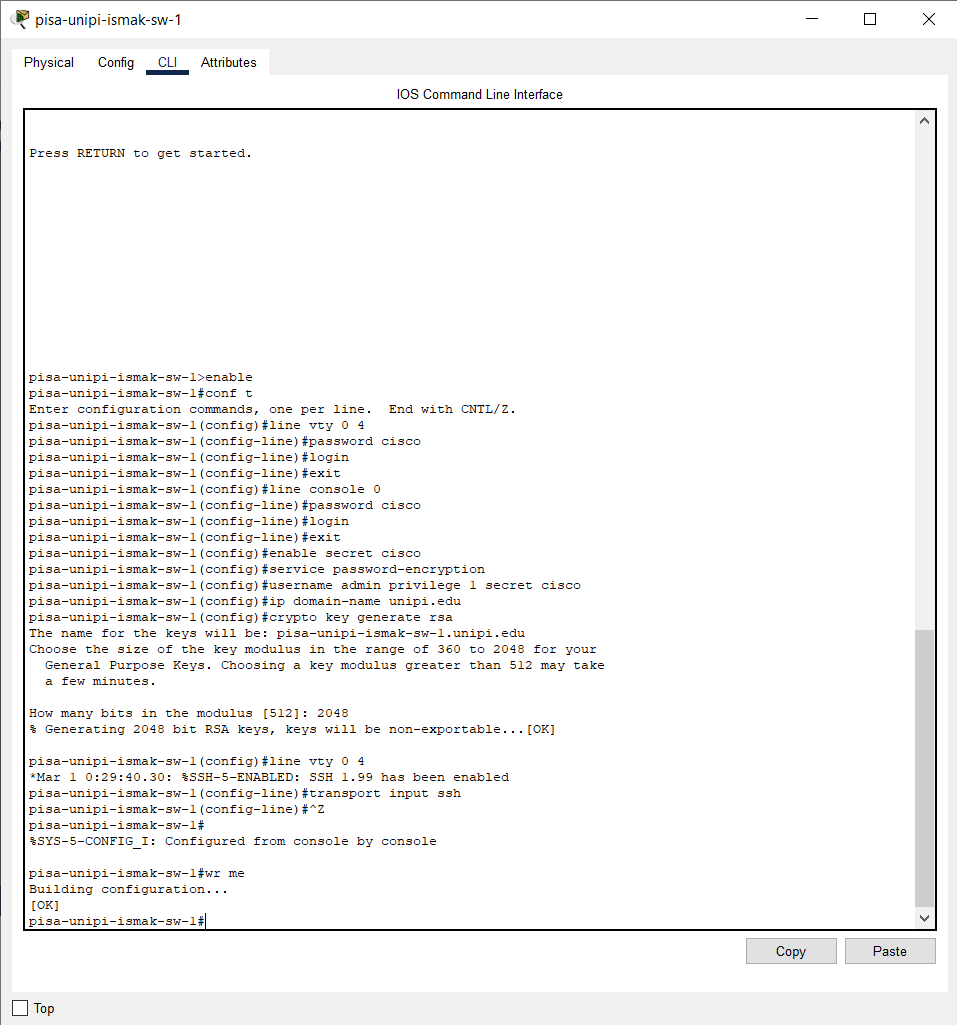 pisa-unipi-ismak-sw-1
Physical Config CLI Attributes
IOS Command Line Interface
Press RETURN to get started.
pisa-unipi-ismak-sw-1>enable
pisa-unipi-ismak-sw-1#conf t
Enter configuration commands, one per line.  End with CNTL/Z.
pisa-unipi-ismak-sw-1(config)#line vty 0 4
pisa-unipi-ismak-sw-1(config-line)#password cisco
pisa-unipi-ismak-sw-1(config-line)#login
pisa-unipi-ismak-sw-1(config-line)#exit
pisa-unipi-ismak-sw-1(config)#line console 0
pisa-unipi-ismak-sw-1(config-line)#password cisco
pisa-unipi-ismak-sw-1(config-line)#login
pisa-unipi-ismak-sw-1(config-line)#exit
pisa-unipi-ismak-sw-1(config)#enable secret cisco
pisa-unipi-ismak-sw-1(config)#service password-encryption
pisa-unipi-ismak-sw-1(config)#username admin privilege 1 secret cisco
pisa-unipi-ismak-sw-1(config)#ip domain-name unipi.edu
pisa-unipi-ismak-sw-1(config)#crypto key generate rsa
The name for the keys will be: pisa-unipi-ismak-sw-1.unipi.edu
Choose the size of the key modulus in the range of 360 to 2048 for your
  General Purpose Keys. Choosing a key modulus greater than 512 may take
  a few minutes.
How many bits in the modulus [512]: 2048
% Generating 2048 bit RSA keys, keys will be non-exportable...[OK]
pisa-unipi-ismak-sw-1(config)#line vty 0 4
*Mar 1 0:29:40.30: %SSH-5-ENABLED: SSH 1.99 has been enabled
pisa-unipi-ismak-sw-1(config-line)#transport input ssh
pisa-unipi-ismak-sw-1(config-line)#^Z
pisa-unipi-ismak-sw-1#
%SYS-5-CONFIG_I: Configured from console by console
pisa-unipi-ismak-sw-1#wr me
Building configuration...
[OK]
pisa-unipi-ismak-sw-1#
Copy Paste
Top